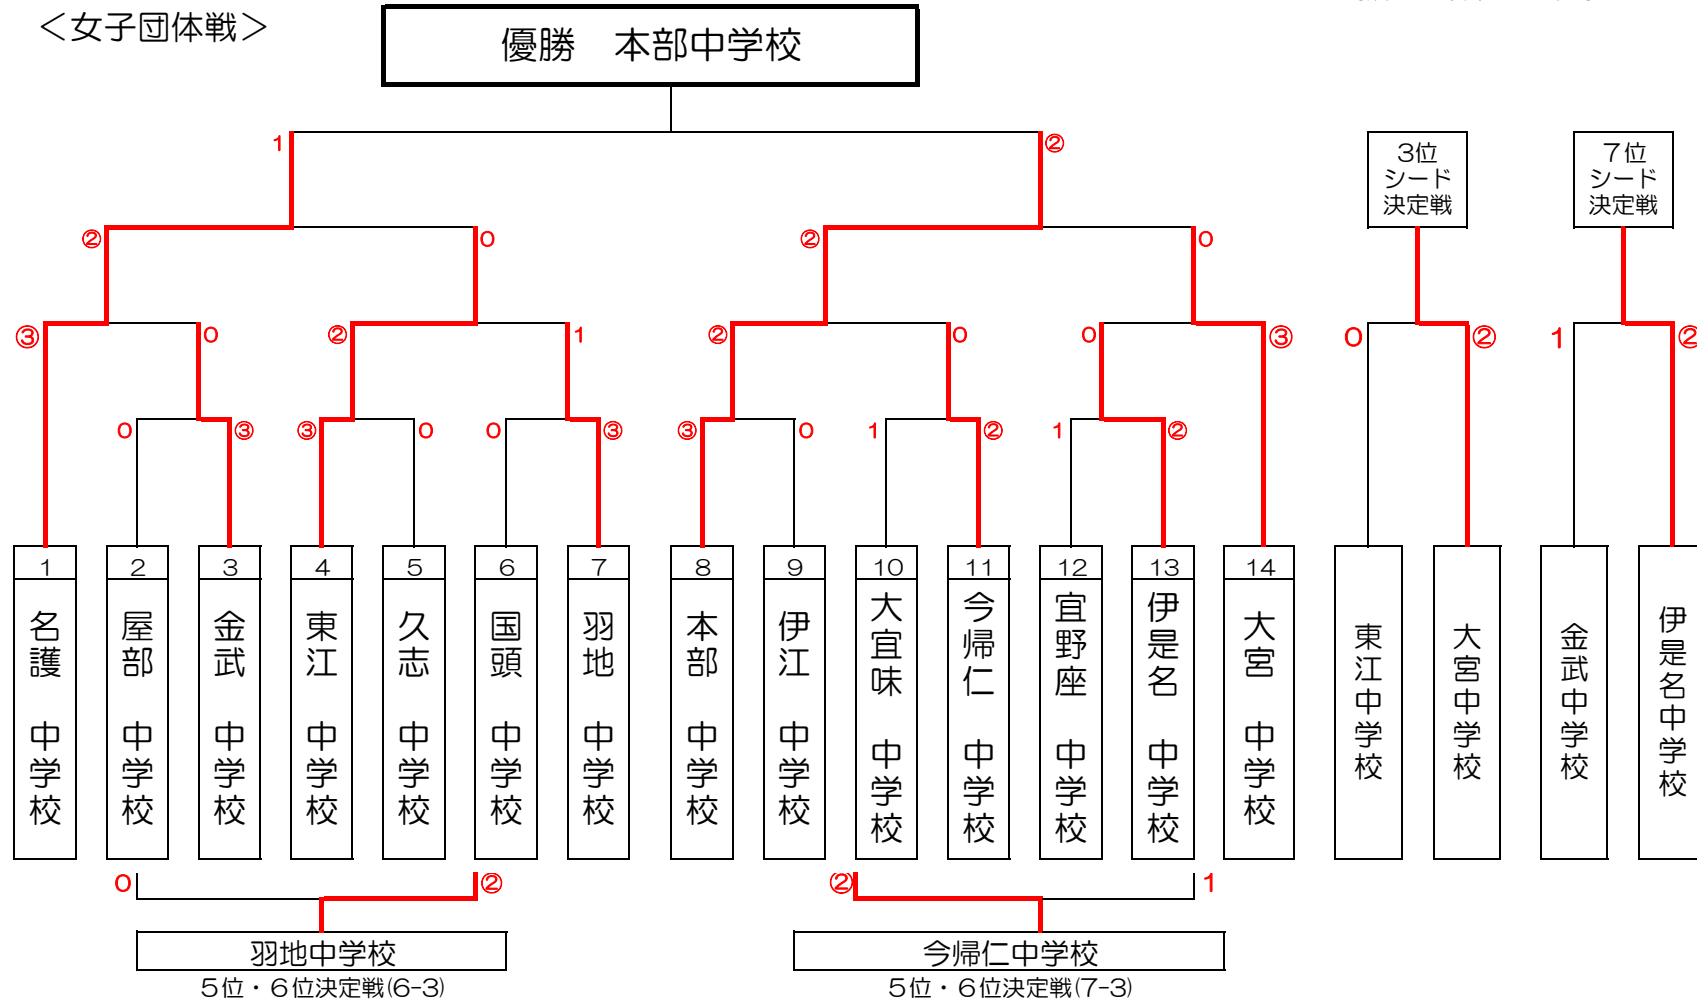 ＜女子団体戦＞
優勝　本部中学校
1 ②
② 0 ② 0
③ 0 ② 1 ② 0 0 ③
0 ③ ③ 0 0 ③ ③ 0 1 ② 1 ②
1 名護 中学校
2 屋部 中学校
3 金武 中学校
4 東江 中学校
5 久志 中学校
6 国頭 中学校
7 羽地 中学校
8 本部 中学校
9 伊江 中学校
10 大宜味 中学校
11 今帰仁 中学校
12 宜野座 中学校
13 伊是名 中学校
14 大宮 中学校
0 ②
羽地中学校
５位・６位決定戦(6-3)
② 1
今帰仁中学校
５位・６位決定戦(7-3)
3位
シード
決定戦
0 ②
東江中学校
大宮中学校
7位
シード
決定戦
1 ②
金武中学校
伊是名中学校